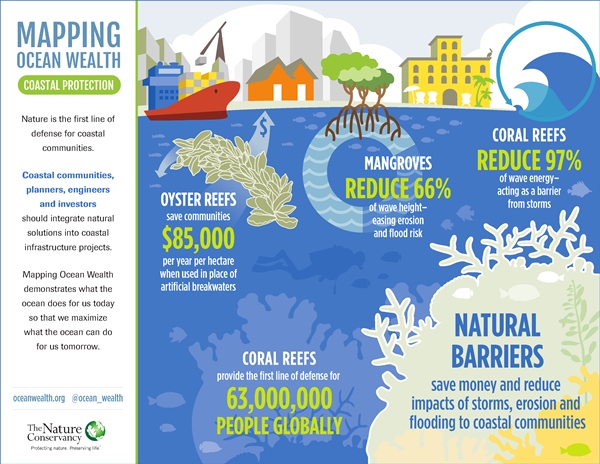 MAPPING
OCEAN WEALTH
COASTAL PROTECTION
Nature is the first line of
defense for coastal
communities.
Coastal communities,
planners, engineers
and investors
should integrate natural
solutions into coastal
infrastructure projects.
Mapping Ocean Wealth
demonstrates what the
ocean does for us today
so that we maximize
what the ocean can do
for us tomorrow.
oceanwealth.org @ocean_wealth
The Nature
Conservancy
Protecting nature. Preserving life.
$
OYSTER REEFS
save communities
$85,000
per year per hectare
when used in place of
artificial breakwaters
MANGROVES
REDUCE 66%
of wave height–
easing erosion
and flood risk
CORAL REEFS
REDUCE 97%
of wave energy–
acting as a barrier
from storms
CORAL REEFS
provide the first line of defense for
63,000,000
PEOPLE GLOBALLY
NATURAL
BARRIERS
save money and reduce
impacts of storms, erosion and
flooding to coastal communities